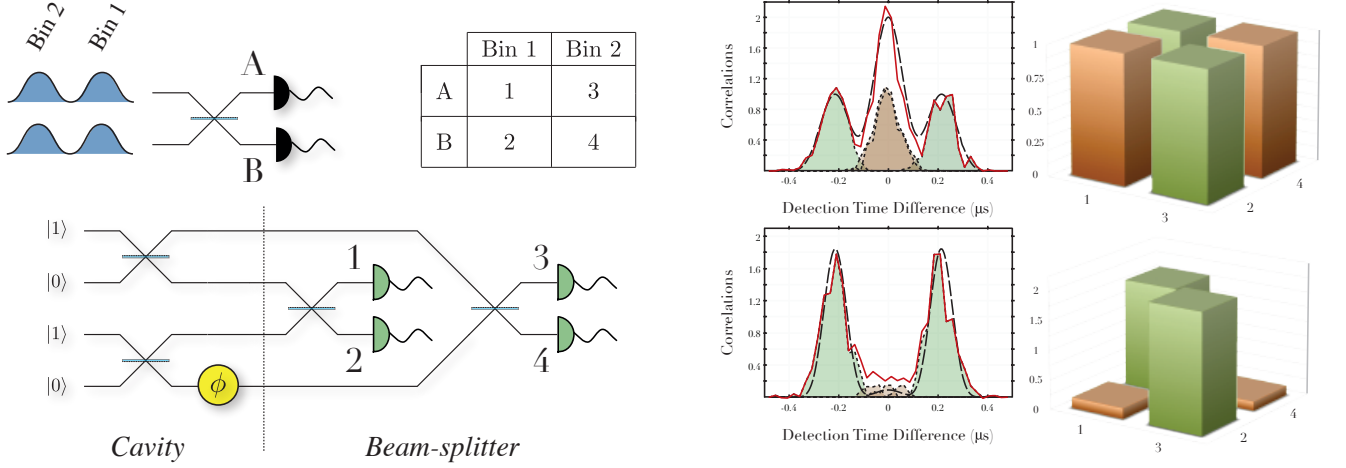 Bin 2
Bin 1
A
B
Bin 1 Bin 2
A 1 3
B 2 4
|1⟩
|0⟩
|1⟩
|0⟩
ϕ
1
2
3
4
Cavity
Beam-splitter
Correlations
2
1.6
1.2
0.8
0.4
-0.4 -0.2 0 0.2 0.4
Detection Time Difference (µs)
1
0.75
0.5
0.25
0
1
3
2
4
Correlations
2
1.6
1.2
0.8
0.4
-0.4 -0.2 0 0.2 0.4
Detection Time Difference (µs)
2
1.5
1
0.5
0
1
3
2
4